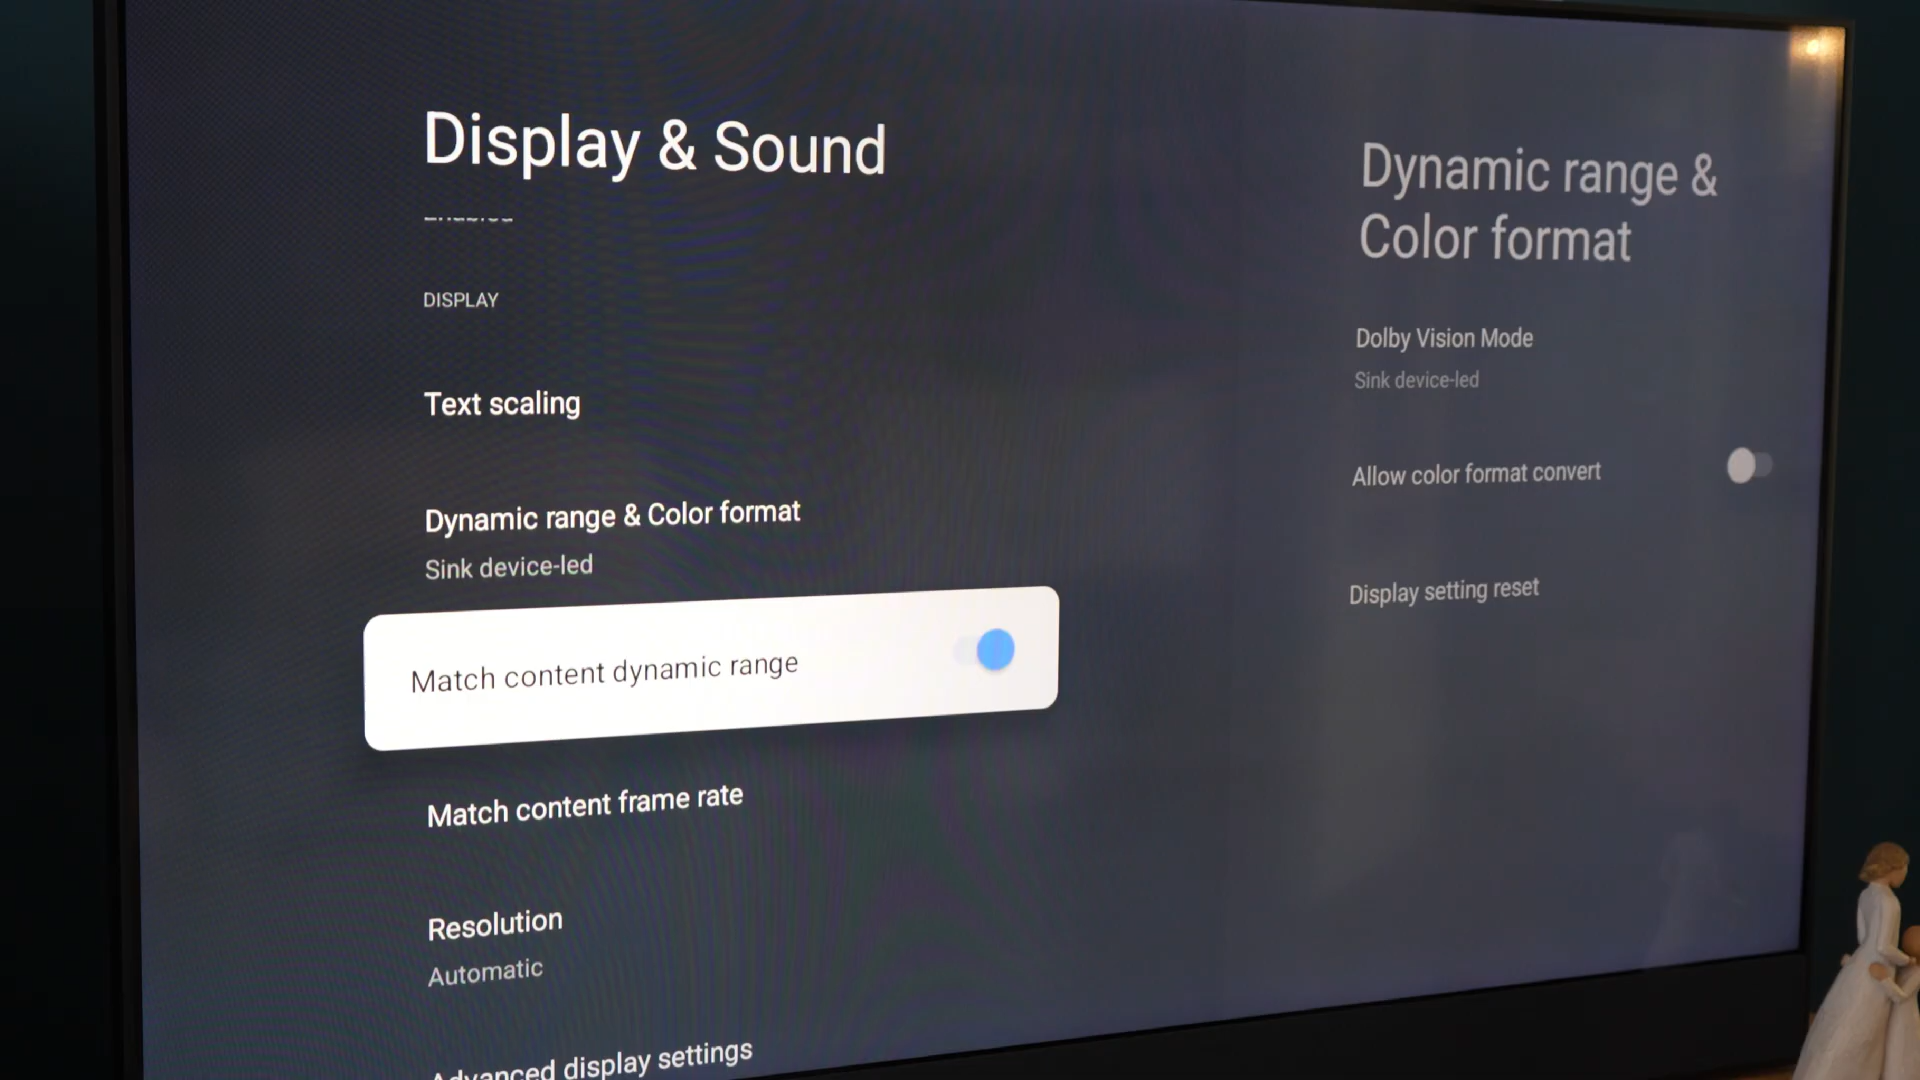 Display & Sound
DISPLAY
Text scaling
Dynamic range & Color format
Sink device-led
Match content dynamic range
Match content frame rate
Resolution
Automatic
Advanced display settings
Dynamic range &
Color format
Dolby Vision Mode
Sink device-led
Allow color format convert
Display setting reset